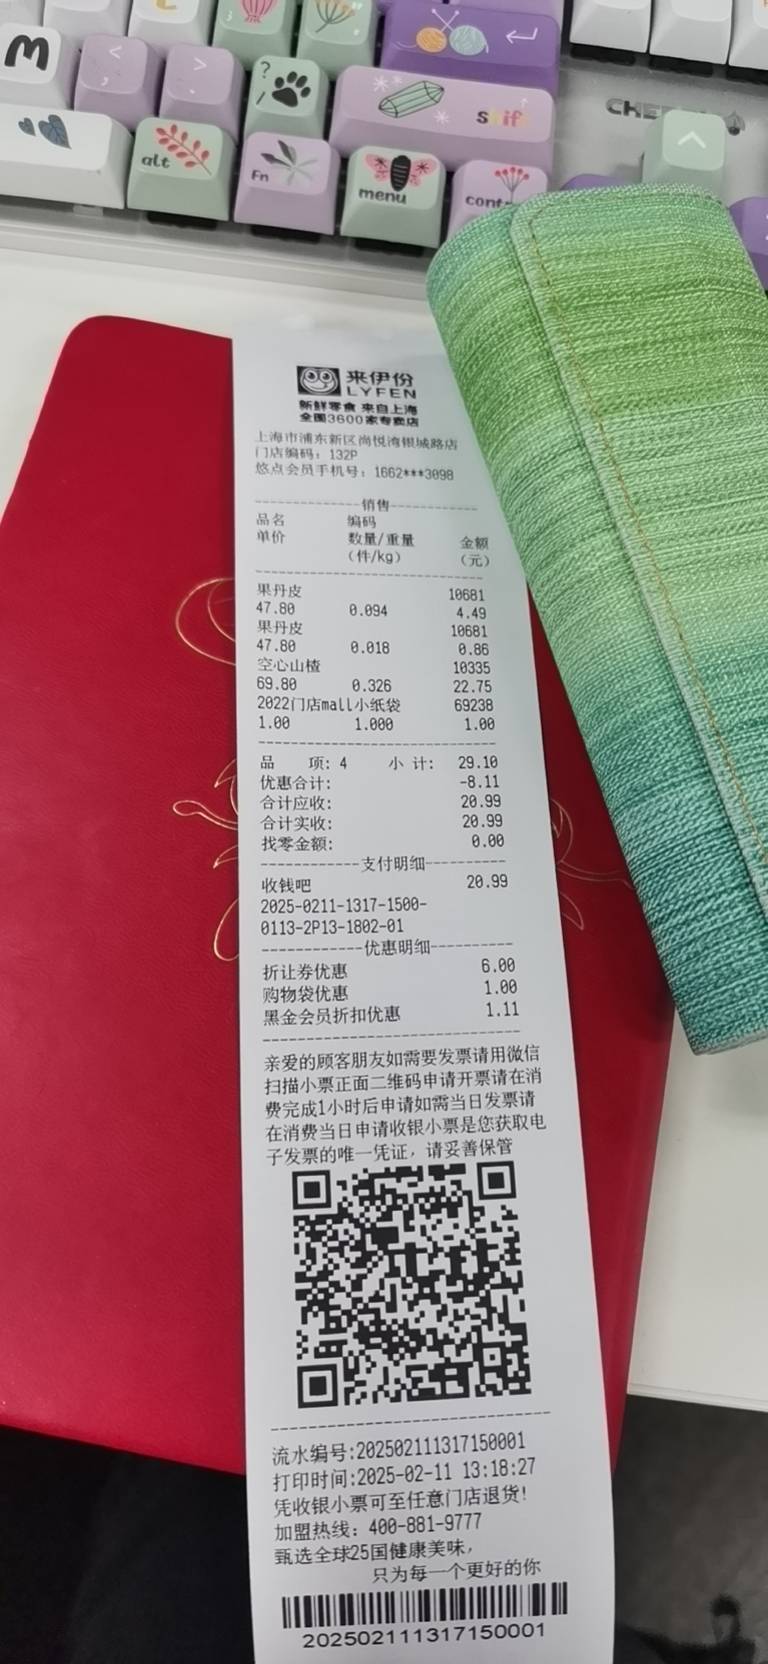 M
<
,
>
.
?
/
shift
CHE
alt
Fn
menu
cont
来伊份
LYFEN
新鲜零食 来自上海
全国3600家专卖店
上海市浦东新区尚悦湾银城路店
门店编码: 132P
悠点会员手机号: 1662***3098
销售
品名 编码
单价 数量/重量 金额
(件/kg) (元)
果丹皮 10681
47.80 0.094 4.49
果丹皮 10681
47.80 0.018 0.86
空心山楂 10335
69.80 0.326 22.75
2022门店mall小纸袋 69238
1.00 1.000 1.00
品 项: 4 小 计: 29.10
优惠合计: -8.11
合计应收: 20.99
合计实收: 20.99
找零金额: 0.00
支付明细
收钱吧 20.99
2025-0211-1317-1500-
0113-2P13-1802-01
优惠明细
折让券优惠 6.00
购物袋优惠 1.00
黑金会员折扣优惠 1.11
亲爱的顾客朋友如需要发票请用微信
扫描小票正面二维码申请开票请在消
费完成1小时后申请如需当日发票请
在消费当日申请收银小票是您获取电
子发票的唯一凭证, 请妥善保管
流水编号:202502111317150001
打印时间:2025-02-11 13:18:27
凭收银小票可至任意门店退货!
加盟热线: 400-881-9777
甄选全球25国健康美味,
只为每一个更好的你
202502111317150001